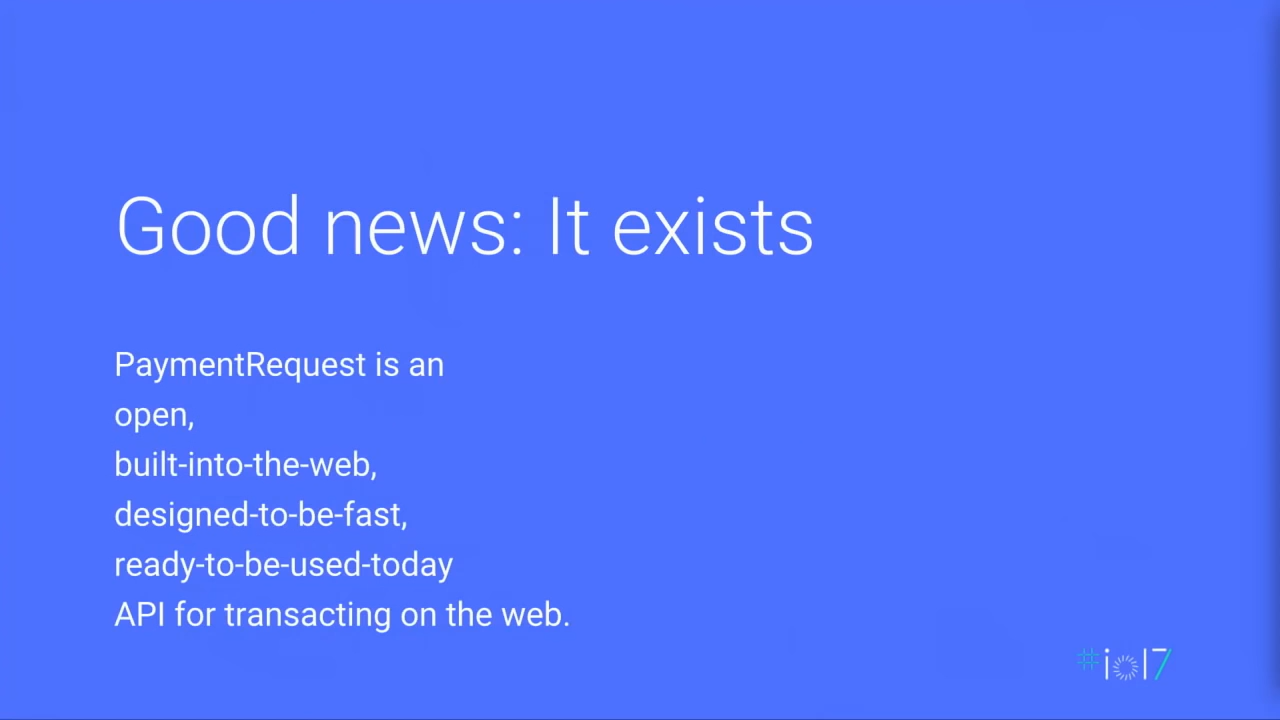 Good news: It exists
PaymentRequest is an
open,
built-into-the-web,
designed-to-be-fast,
ready-to-be-used-today
API for transacting on the web.
#io17